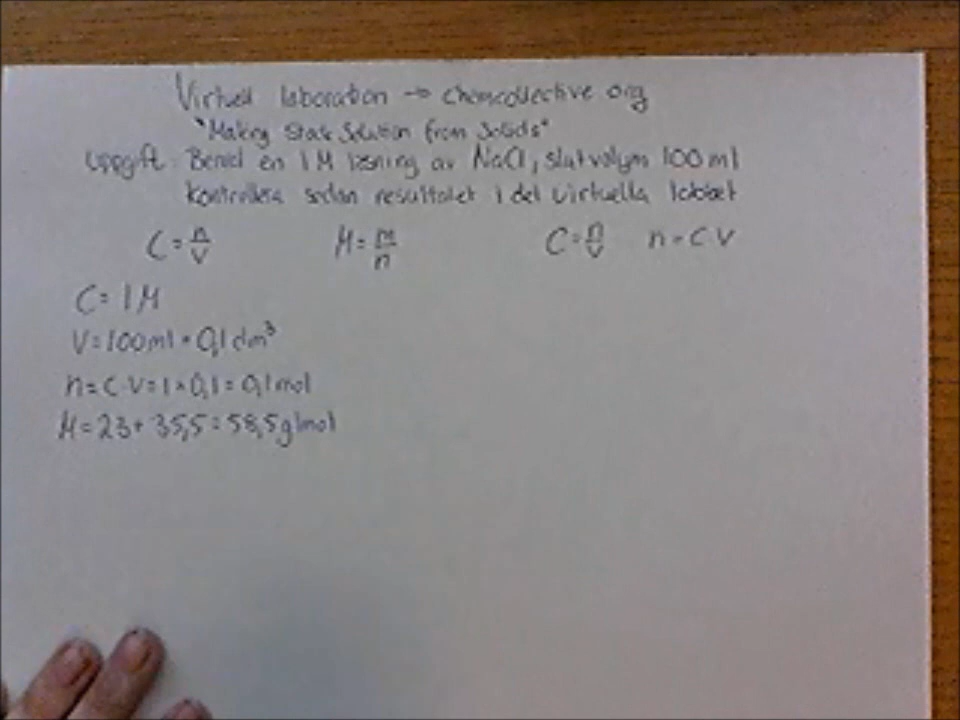 Virtuell laboration → Chemcollective org
"Making Stock Solution from Solids"
Uppgift: Bered en 1 M lösning av NaCl, slutvolym 100 ml
Kontrollera sedan resultatet i det virtuella labbet
C = n/V M = m/n C = n/V n = C · V
C = 1 M
V = 100 ml = 0,1 dm³
n = C · V = 1 × 0,1 = 0,1 mol
M = 23 + 35,5 = 58,5 g/mol